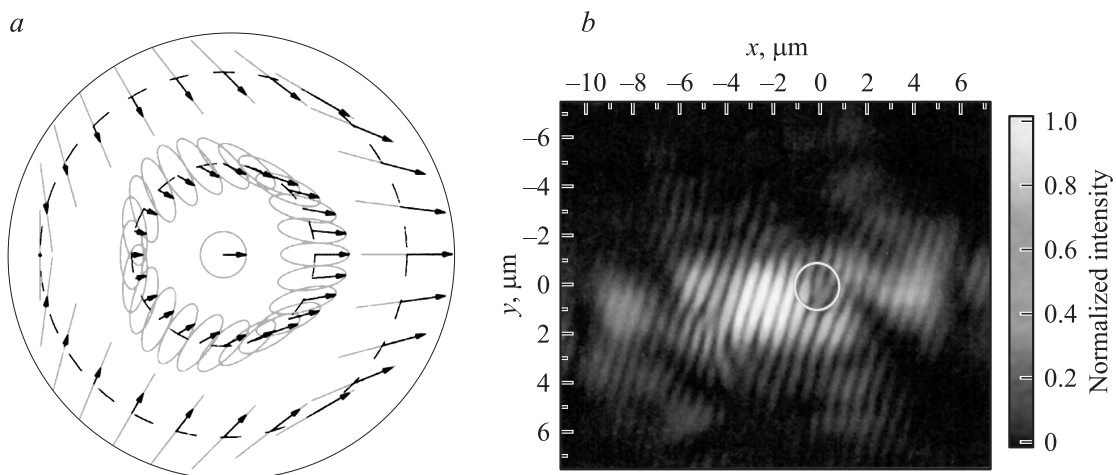 a
b
x, μm
–10 –8 –6 –4 –2 0 2 4 6
y, μm
–6
–4
–2
0
2
4
6
1.0
0.8
0.6
0.4
0.2
0
Normalized intensity